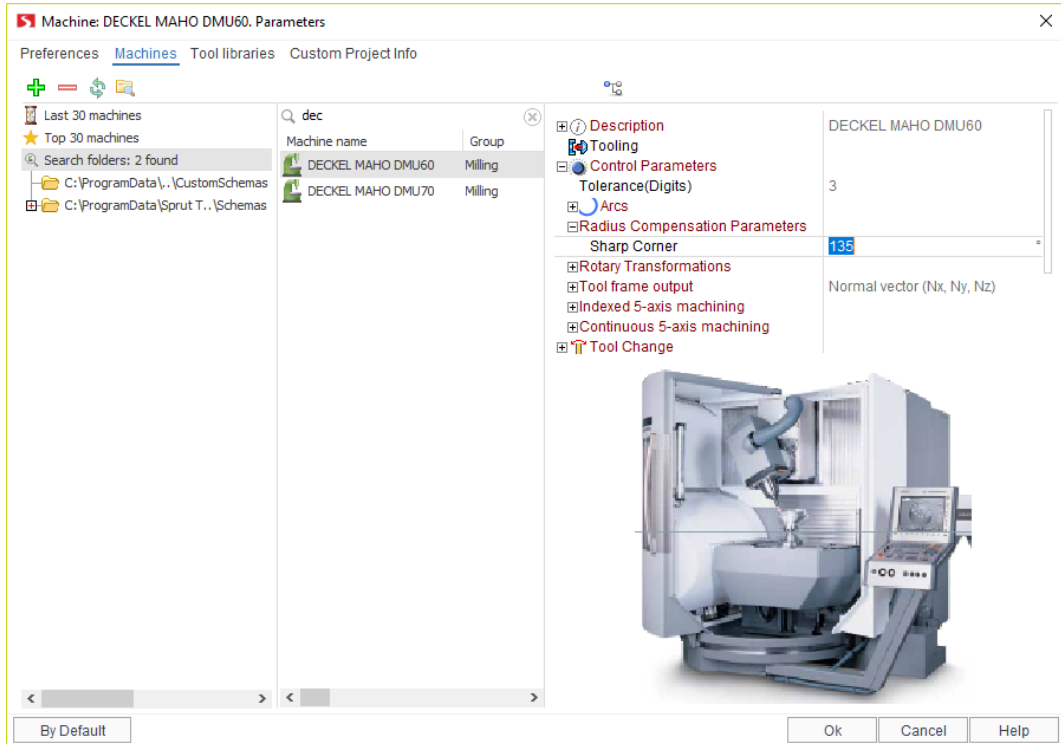 Machine: DECKEL MAHO DMU60. Parameters
Preferences Machines Tool libraries Custom Project Info
Last 30 machines
Top 30 machines
Search folders: 2 found
C:\ProgramData\..\CustomSchemas
C:\ProgramData\Sprut T..\Schemas
dec
Machine name Group
DECKEL MAHO DMU60 Milling
DECKEL MAHO DMU70 Milling
Description DECKEL MAHO DMU60
Tooling
Control Parameters
Tolerance(Digits) 3
Arcs
Radius Compensation Parameters
Sharp Corner 135 °
Rotary Transformations
Tool frame output Normal vector (Nx, Ny, Nz)
Indexed 5-axis machining
Continuous 5-axis machining
Tool Change
By Default Ok Cancel Help